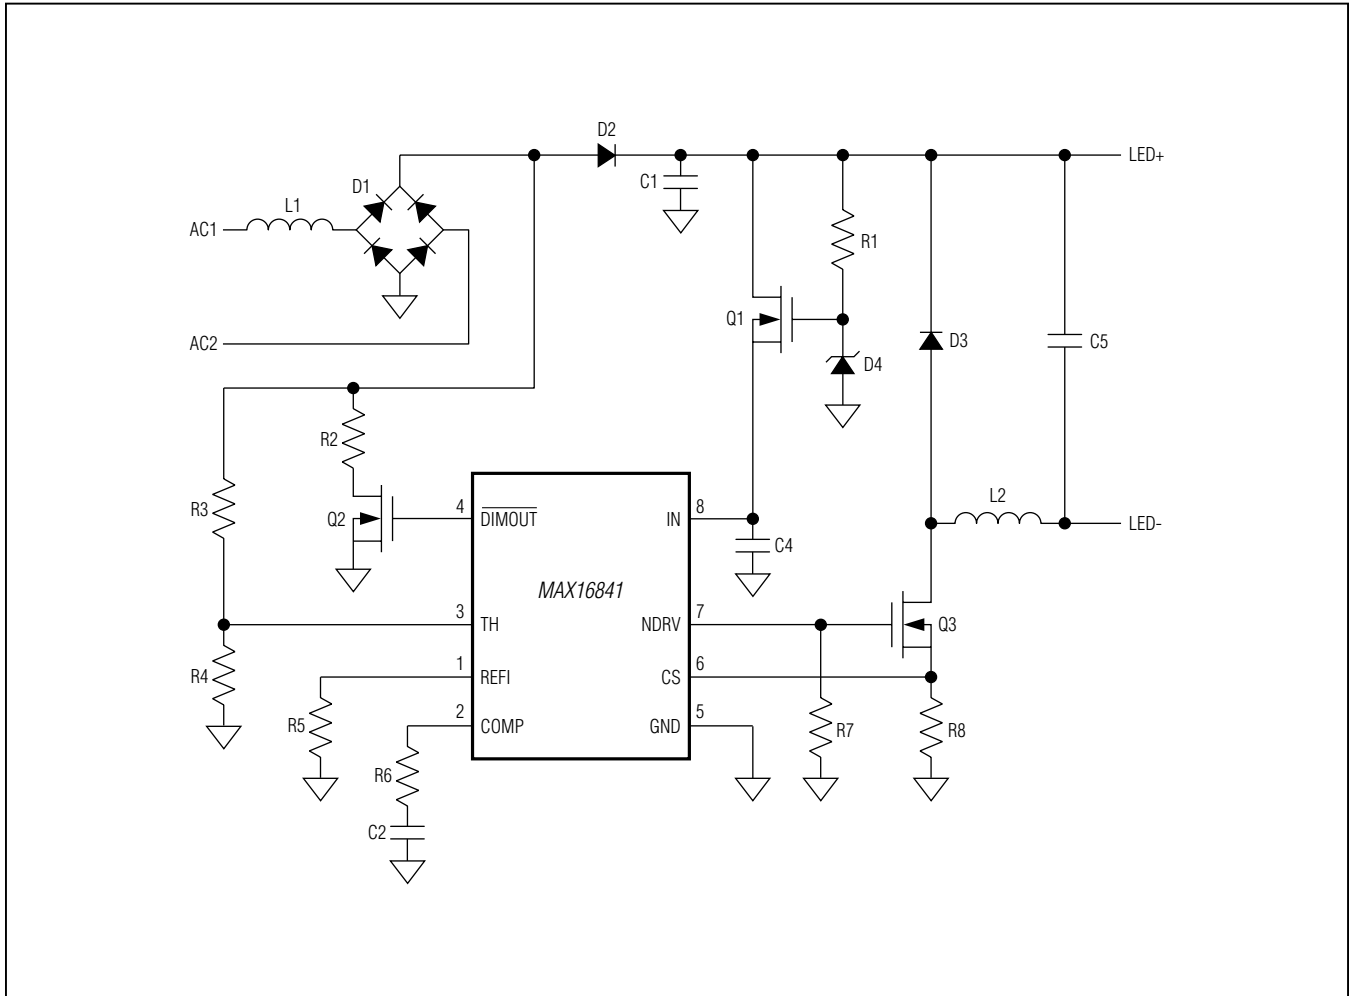 D2
LED+
D1
C1
L1
AC1
R1
Q1
AC2
D3
C5
D4
R2
L2
R3
4
8
Q2
DIMOUT
IN
LED-
C4
MAX16841
3
7
TH
NDRV
Q3
1
6
R4
REFI
CS
2
5
R5
COMP
GND
R7
R8
R6
C2